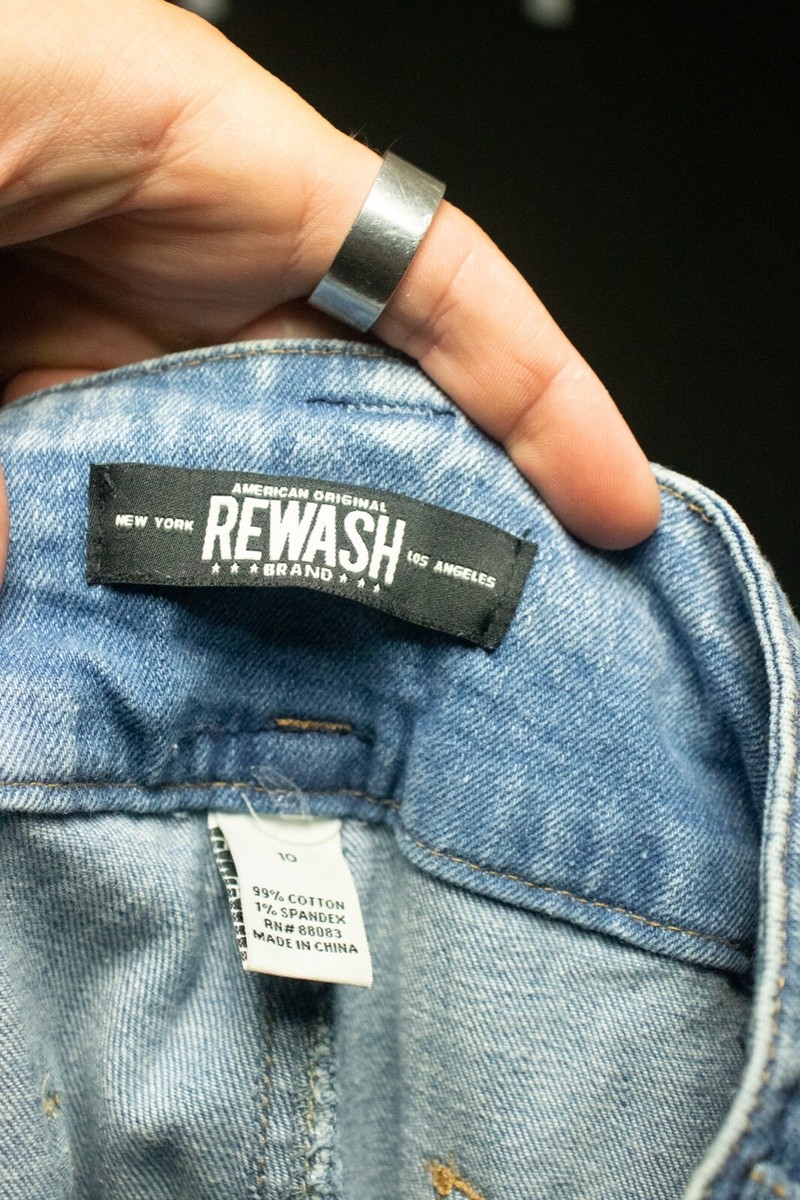 AMERICAN ORIGINAL
NEW YORK REWASH LOS ANGELES
★★★BRAND★★★
10
99% COTTON
1% SPANDEX
RN# 88083
MADE IN CHINA